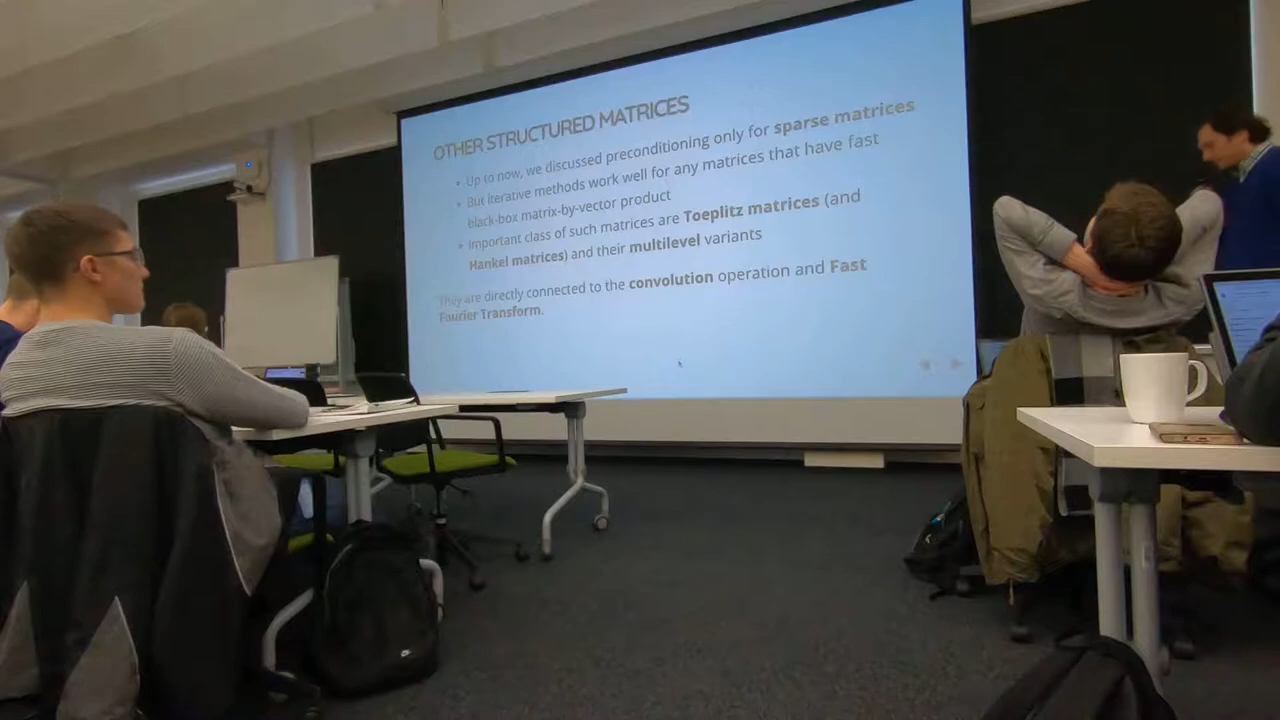 OTHER STRUCTURED MATRICES
• Up to now, we discussed preconditioning only for sparse matrices
• But iterative methods work well for any matrices that have fast
black-box matrix-by-vector product
• Important class of such matrices are Toeplitz matrices (and
Hankel matrices) and their multilevel variants
They are directly connected to the convolution operation and Fast
Fourier Transform.